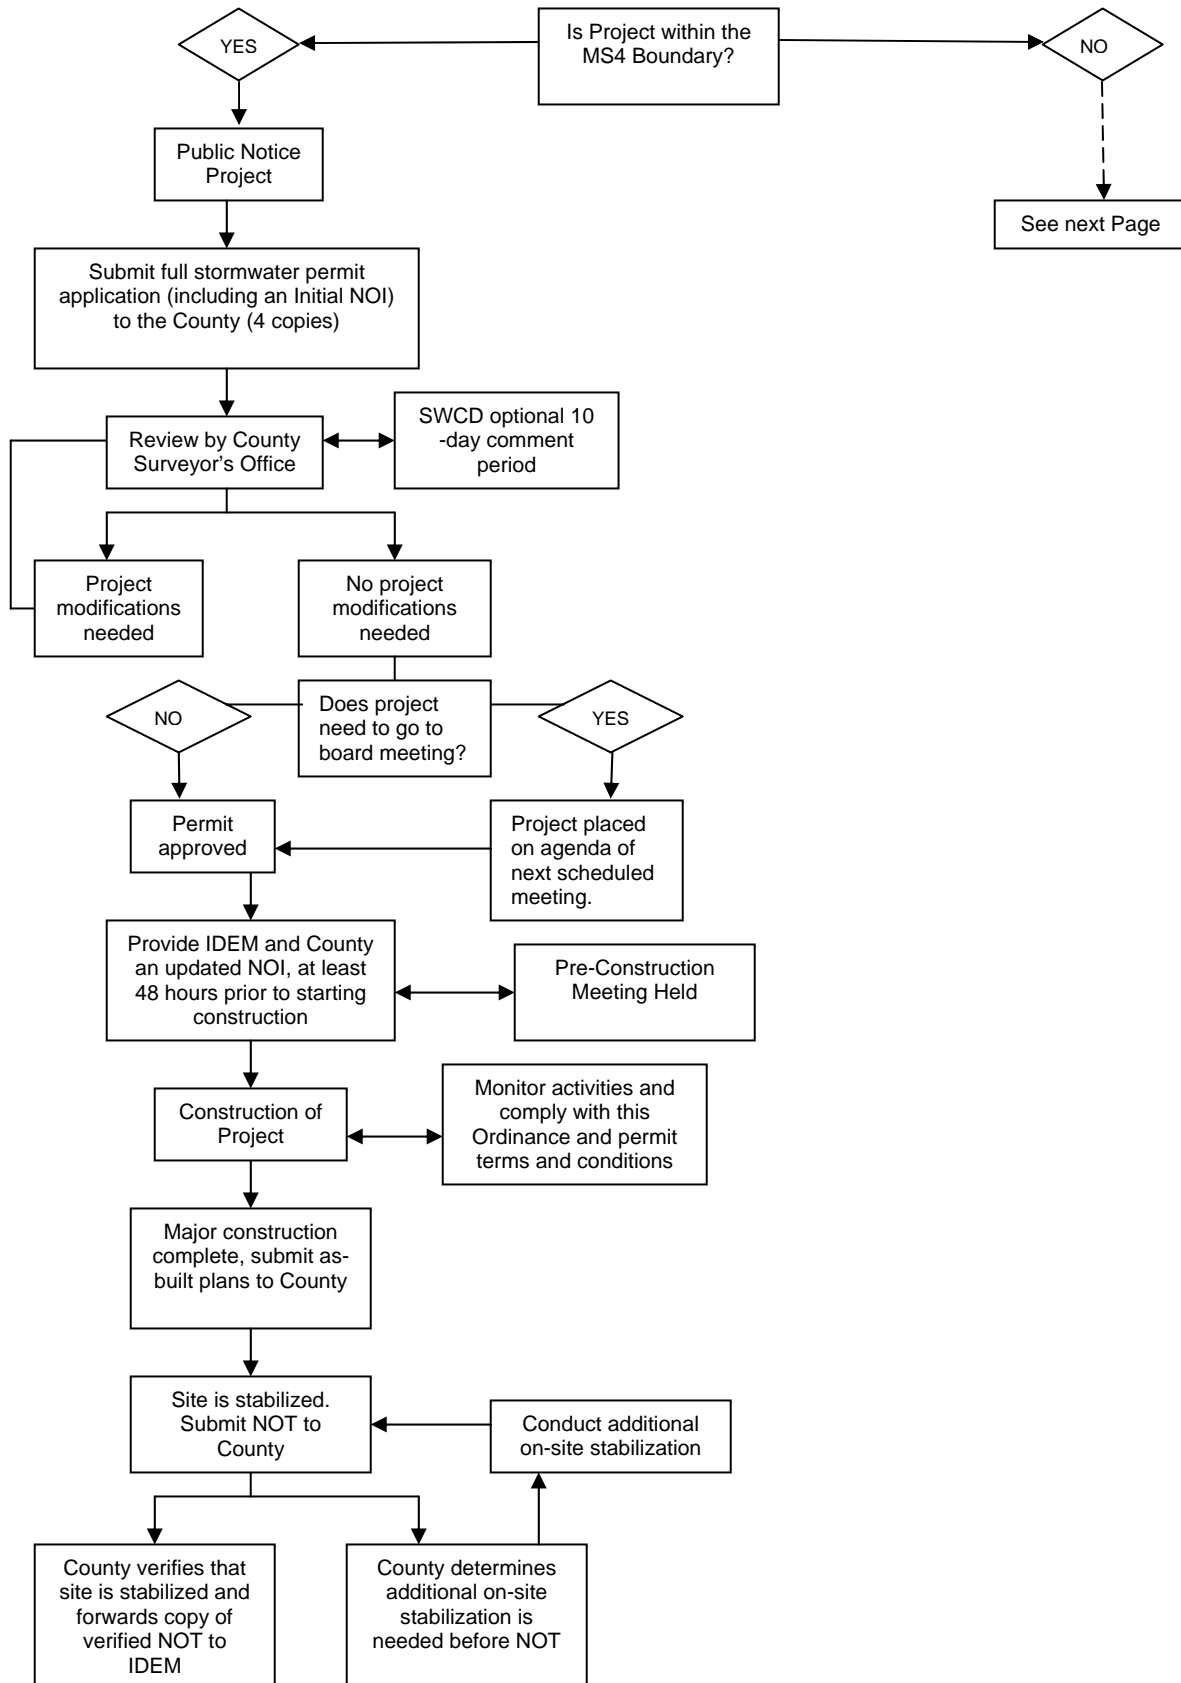 Is Project within the
MS4 Boundary?
YES
NO
Public Notice
Project
See next Page
Submit full stormwater permit
application (including an Initial NOI)
to the County (4 copies)
Review by County
Surveyor's Office
SWCD optional 10
-day comment
period
Project
modifications
needed
No project
modifications
needed
NO
Does project
need to go to
board meeting?
YES
Permit
approved
Project placed
on agenda of
next scheduled
meeting.
Provide IDEM and County
an updated NOI, at least
48 hours prior to starting
construction
Pre-Construction
Meeting Held
Construction of
Project
Monitor activities and
comply with this
Ordinance and permit
terms and conditions
Major construction
complete, submit as-
built plans to County
Site is stabilized.
Submit NOT to
County
Conduct additional
on-site stabilization
County verifies that
site is stabilized and
forwards copy of
verified NOT to
IDEM
County determines
additional on-site
stabilization is
needed before NOT